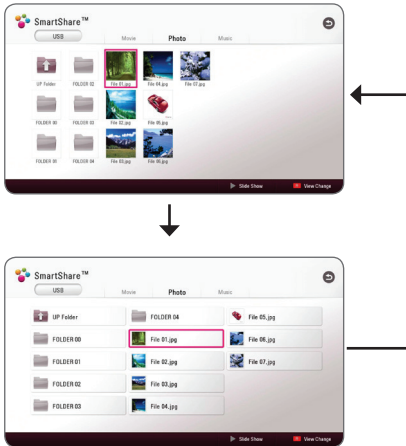 SmartShare™
USB
Movie Photo Music
UP Folder FOLDER 02 File 01.jpg File 04.jpg File 07.jpg
FOLDER 00 FOLDER 03 File 02.jpg File 05.jpg
FOLDER 01 FOLDER 04 File 03.jpg File 06.jpg
Slide Show View Change
SmartShare™
USB
Movie Photo Music
UP Folder FOLDER 04 File 05.jpg
FOLDER 00 File 01.jpg File 06.jpg
FOLDER 01 File 02.jpg File 07.jpg
FOLDER 02 File 03.jpg
FOLDER 03 File 04.jpg
Slide Show View Change